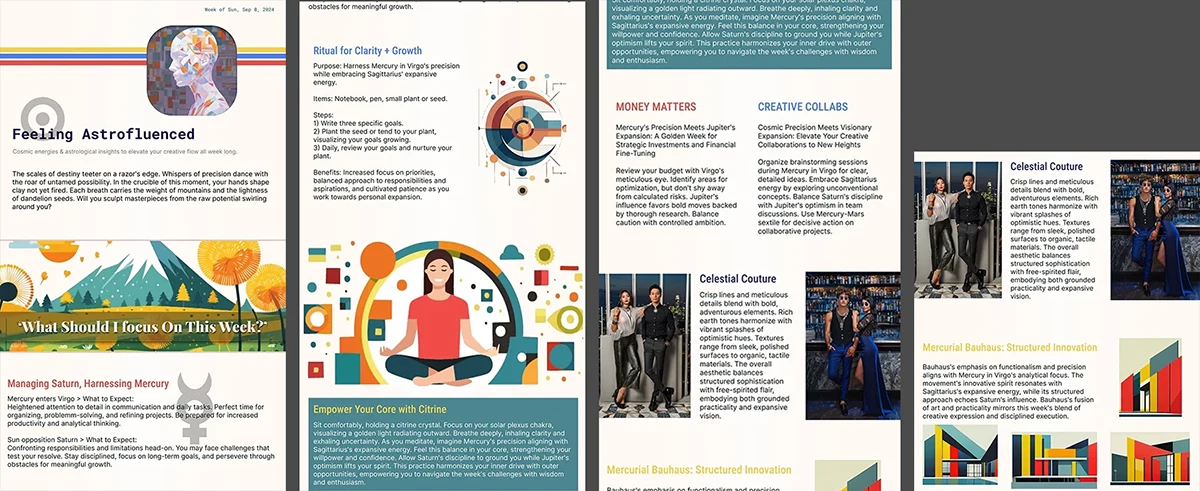 Week of Sun, Sep 8, 2024
Feeling Astrofluenced
Cosmic energies & astrological insights to elevate your creative flow all week long.
The scales of destiny teeter on a razor's edge. Whispers of precision dance with
the roar of untamed possibility. In the crucible of this moment, your hands shape
clay not yet fired. Each breath carries the weight of mountains and the lightness
of dandelion seeds. Will you sculpt masterpieces from the raw potential swirling
around you?
"What Should I focus On This Week?"
Managing Saturn, Harnessing Mercury
Mercury enters Virgo > What to Expect:
Heightened attention to detail in communication and daily tasks. Perfect time for
organizing, problemm-solving, and refining projects. Be prepared for increased
productivity and analytical thinking.
Sun opposition Saturn > What to Expect:
Confronting responsibilities and limitations head-on. You may face challenges that
test your resolve. Stay disciplined, focus on long-term goals, and persevere through
obstacles for meaningful growth.
obstacles for meaningful growth.
Ritual for Clarity + Growth
Purpose: Harness Mercury in Virgo's precision
while embracing Sagittarius' expansive
energy.
Items: Notebook, pen, small plant or seed.
Steps:
1) Write three specific goals.
2) Plant the seed or tend to your plant,
visualizing your goals growing.
3) Daily, review your goals and nurture your
plant.
Benefits: Increased focus on priorities,
balanced approach to responsibilities and
aspirations, and cultivated patience as you
work towards personal expansion.
Empower Your Core with Citrine
Sit comfortably, holding a citrine crystal. Focus on your solar plexus chakra,
visualizing a golden light radiating outward. Breathe deeply, inhaling clarity and
exhaling uncertainty. As you meditate, imagine Mercury's precision aligning with
Sagittarius's expansive energy. Feel this balance in your core, strengthening your
willpower and confidence. Allow Saturn's discipline to ground you while Jupiter's
optimism lifts your spirit. This practice harmonizes your inner drive with outer
opportunities, empowering you to navigate the week's challenges with wisdom
and enthusiasm.
Sit comfortably, holding a citrine crystal. Focus on your solar plexus chakra,
visualizing a golden light radiating outward. Breathe deeply, inhaling clarity and
exhaling uncertainty. As you meditate, imagine Mercury's precision aligning with
Sagittarius's expansive energy. Feel this balance in your core, strengthening your
willpower and confidence. Allow Saturn's discipline to ground you while Jupiter's
optimism lifts your spirit. This practice harmonizes your inner drive with outer
opportunities, empowering you to navigate the week's challenges with wisdom
and enthusiasm.
MONEY MATTERS
Mercury's Precision Meets Jupiter's
Expansion: A Golden Week for
Strategic Investments and Financial
Fine-Tuning
Review your budget with Virgo's
meticulous eye. Identify areas for
optimization, but don't shy away
from calculated risks. Jupiter's
influence favors bold moves backed
by thorough research. Balance
caution with controlled ambition.
CREATIVE COLLABS
Cosmic Precision Meets Visionary
Expansion: Elevate Your Creative
Collaborations to New Heights
Organize brainstorming sessions
during Mercury in Virgo for clear,
detailed ideas. Embrace Sagittarius
energy by exploring unconventional
concepts. Balance Saturn's discipline
with Jupiter's optimism in team
discussions. Use Mercury-Mars
sextile for decisive action on
collaborative projects.
Celestial Couture
Crisp lines and meticulous
details blend with bold,
adventurous elements. Rich
earth tones harmonize with
vibrant splashes of
optimistic hues. Textures
range from sleek, polished
surfaces to organic, tactile
materials. The overall
aesthetic balances
structured sophistication
with free-spirited flair,
embodying both grounded
practicality and expansive
vision.
Mercurial Bauhaus: Structured Innovation
Bauhaus's emphasis on functionalism and precision
Celestial Couture
Crisp lines and meticulous
details blend with bold,
adventurous elements. Rich
earth tones harmonize with
vibrant splashes of
optimistic hues. Textures
range from sleek, polished
surfaces to organic, tactile
materials. The overall
aesthetic balances
structured sophistication
with free-spirited flair,
embodying both grounded
practicality and expansive
vision.
Mercurial Bauhaus: Structured Innovation
Bauhaus's emphasis on functionalism and precision
aligns with Mercury in Virgo's analytical focus. The
movement's innovative spirit resonates with
Sagittarius's expansive energy, while its structured
approach echoes Saturn's influence. Bauhaus's fusion
of art and practicality mirrors this week's blend of
creative expression and disciplined execution.